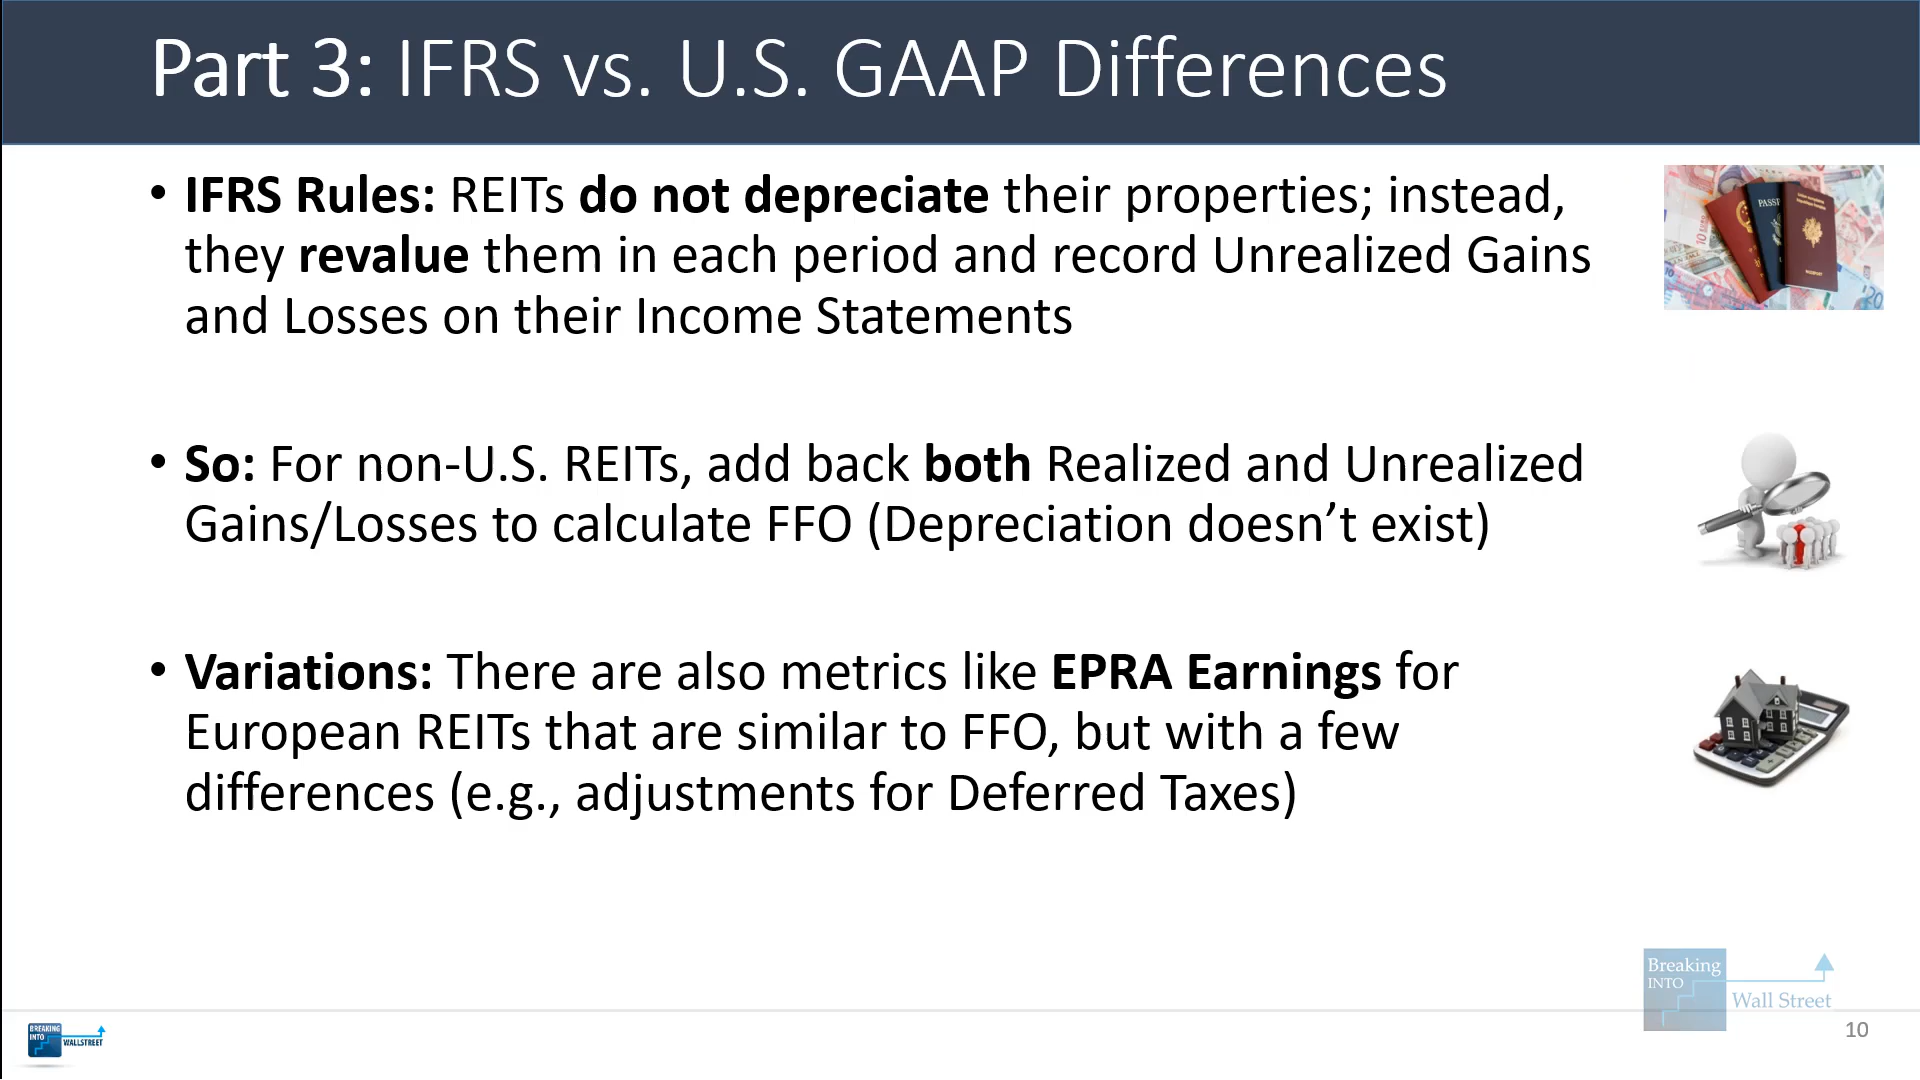 Part 3: IFRS vs. U.S. GAAP Differences
• IFRS Rules: REITs do not depreciate their properties; instead,
they revalue them in each period and record Unrealized Gains
and Losses on their Income Statements
• So: For non-U.S. REITs, add back both Realized and Unrealized
Gains/Losses to calculate FFO (Depreciation doesn’t exist)
• Variations: There are also metrics like EPRA Earnings for
European REITs that are similar to FFO, but with a few
differences (e.g., adjustments for Deferred Taxes)
Breaking
INTO
Wall Street
BREAKING
INTO
WALLSTREET
10